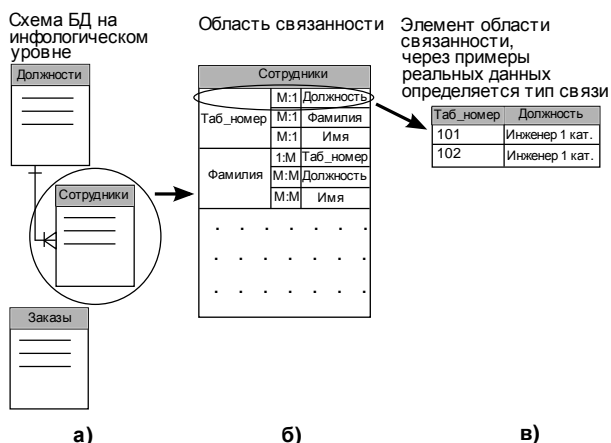 Схема БД на
инфологическом
уровне
Должности
Сотрудники
Заказы
а)
Область связанности
Сотрудники
Таб_номер
М:1 Должность
М:1 Фамилия
М:1 Имя
Фамилия
1:М Таб_номер
М:М Должность
М:М Имя
б)
Элемент области
связанности,
через примеры
реальных данных
определяется тип связи
Таб_номер Должность
101 Инженер 1 кат.
102 Инженер 1 кат.
в)